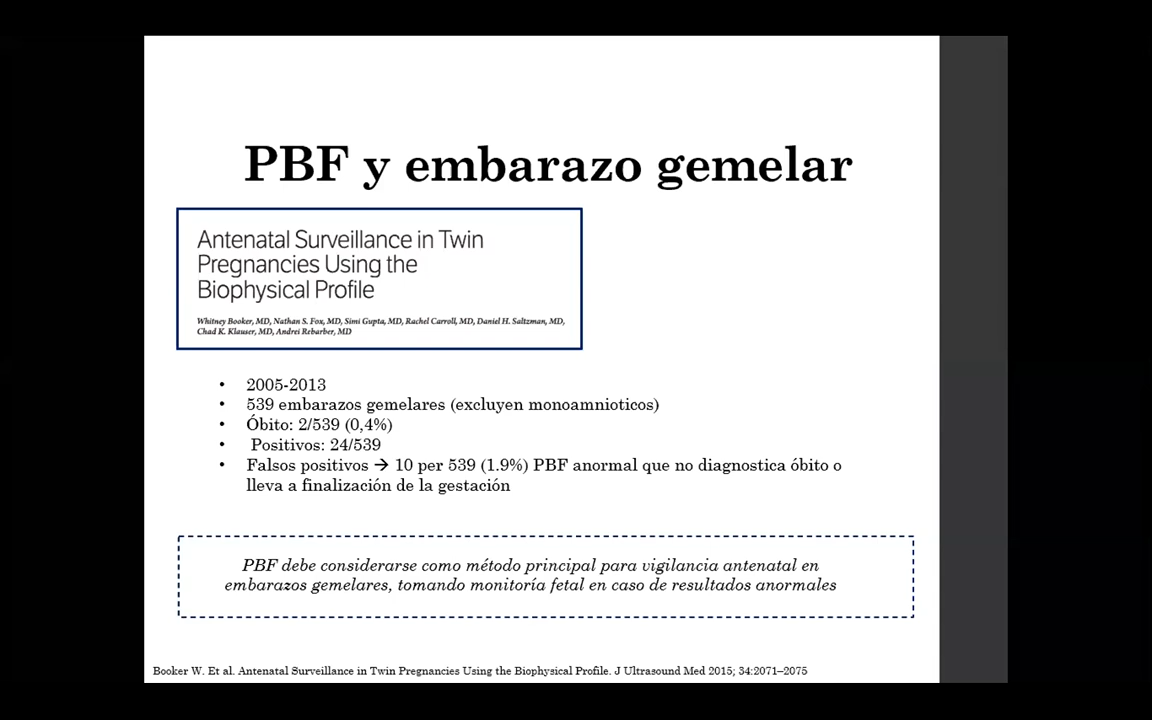 PBF y embarazo gemelar
Antenatal Surveillance in Twin
Pregnancies Using the
Biophysical Profile
Whitney Booker, MD, Nathan S. Fox, MD, Simi Gupta, MD, Rachel Carroll, MD, Daniel H. Saltzman, MD,
Chad K. Klauser, MD, Andrei Rebarber, MD
• 2005-2013
• 539 embarazos gemelares (excluyen monoamnioticos)
• Óbito: 2/539 (0,4%)
• Positivos: 24/539
• Falsos positivos → 10 per 539 (1.9%) PBF anormal que no diagnostica óbito o
lleva a finalización de la gestación
PBF debe considerarse como método principal para vigilancia antenatal en
embarazos gemelares, tomando monitoría fetal en caso de resultados anormales
Booker W. Et al. Antenatal Surveillance in Twin Pregnancies Using the Biophysical Profile. J Ultrasound Med 2015; 34:2071–2075